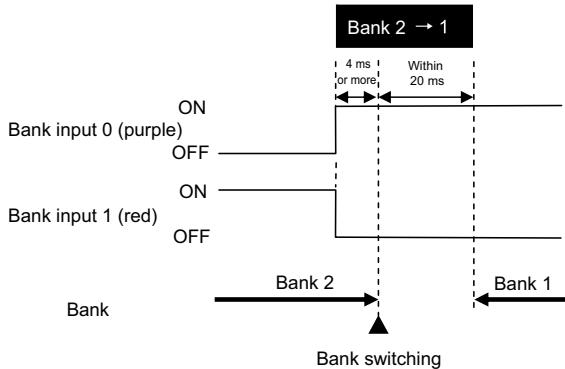 Bank 2 → 1
4 ms
or more
Within
20 ms
ON
Bank input 0 (purple)
OFF
ON
Bank input 1 (red)
OFF
Bank 2
Bank 1
Bank
Bank switching